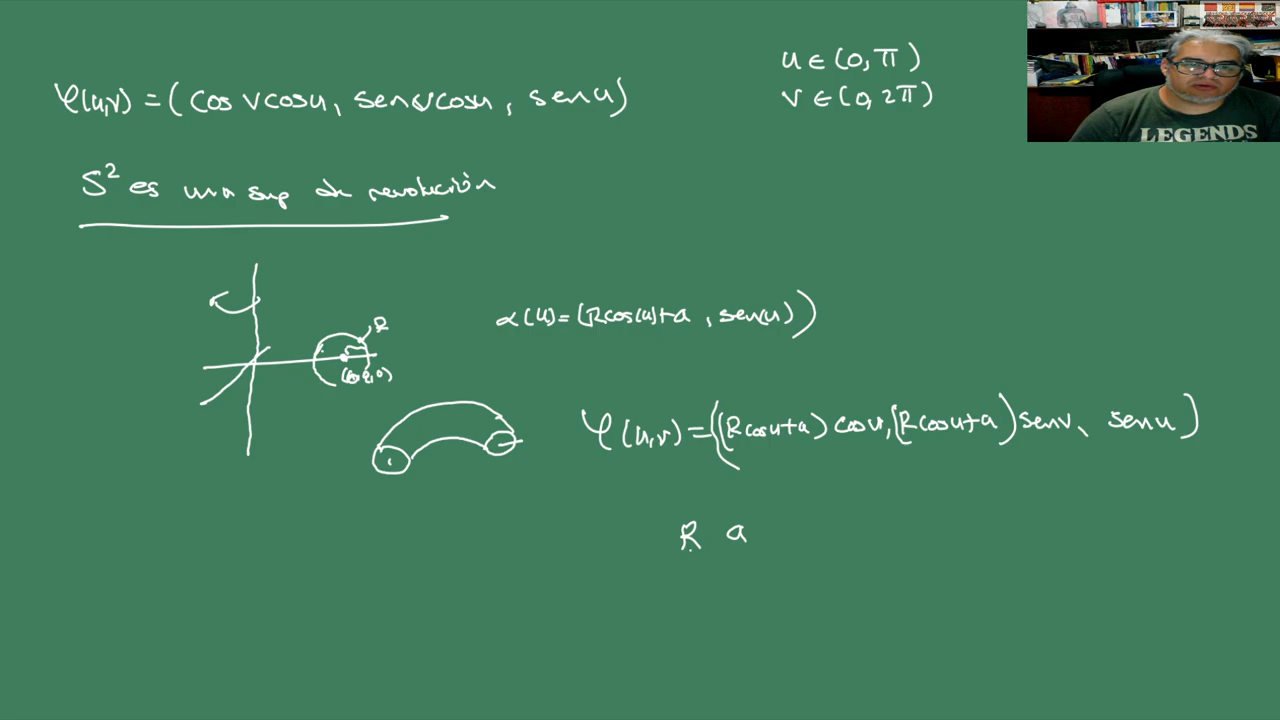 φ(u,v) = (cos v cos u, sen v cos u, sen u)
u ∈ (0, π)
v ∈ (0, 2π)
S² es una sup de revolución
R
(a,0,0)
α(u) = (R cos(u) + a, sen(u))
φ(u,v) = ((R cos u + a) cos v, (R cos u + a) sen v, sen u)
R a
LEGENDS